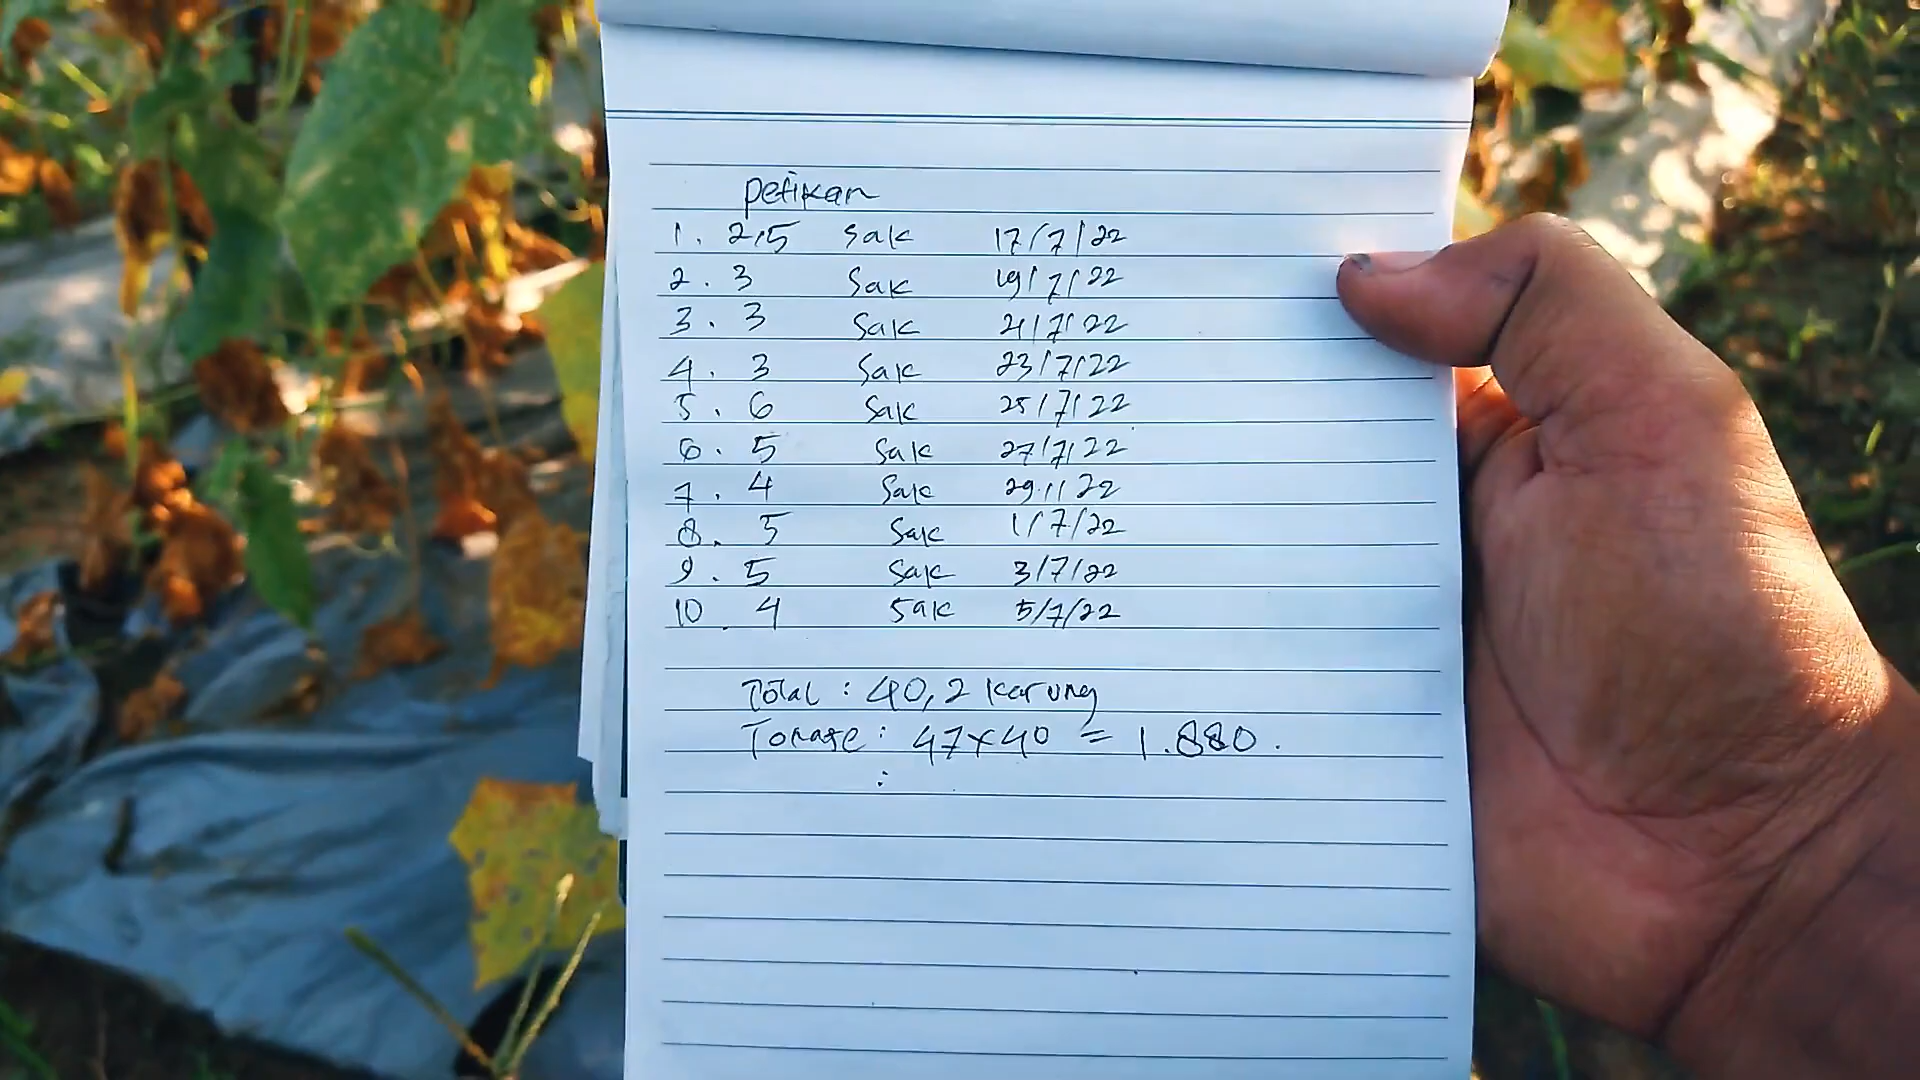 Petikan
1. 2,5 sak 17/7/22
2. 3 Sak 19/7/22
3. 3 Sak 21/7/22
4. 3 Sak 23/7/22
5. 6 Sak 25/7/22
6. 5 Sak 27/7/22
7. 4 Sak 29.11 22
8. 5 Sak 1/7/22
9. 5 Sak 3/7/22
10. 4 Sak 5/7/22
Total : 40,2 Karung
Tonase : 47x40 = 1.880.
: